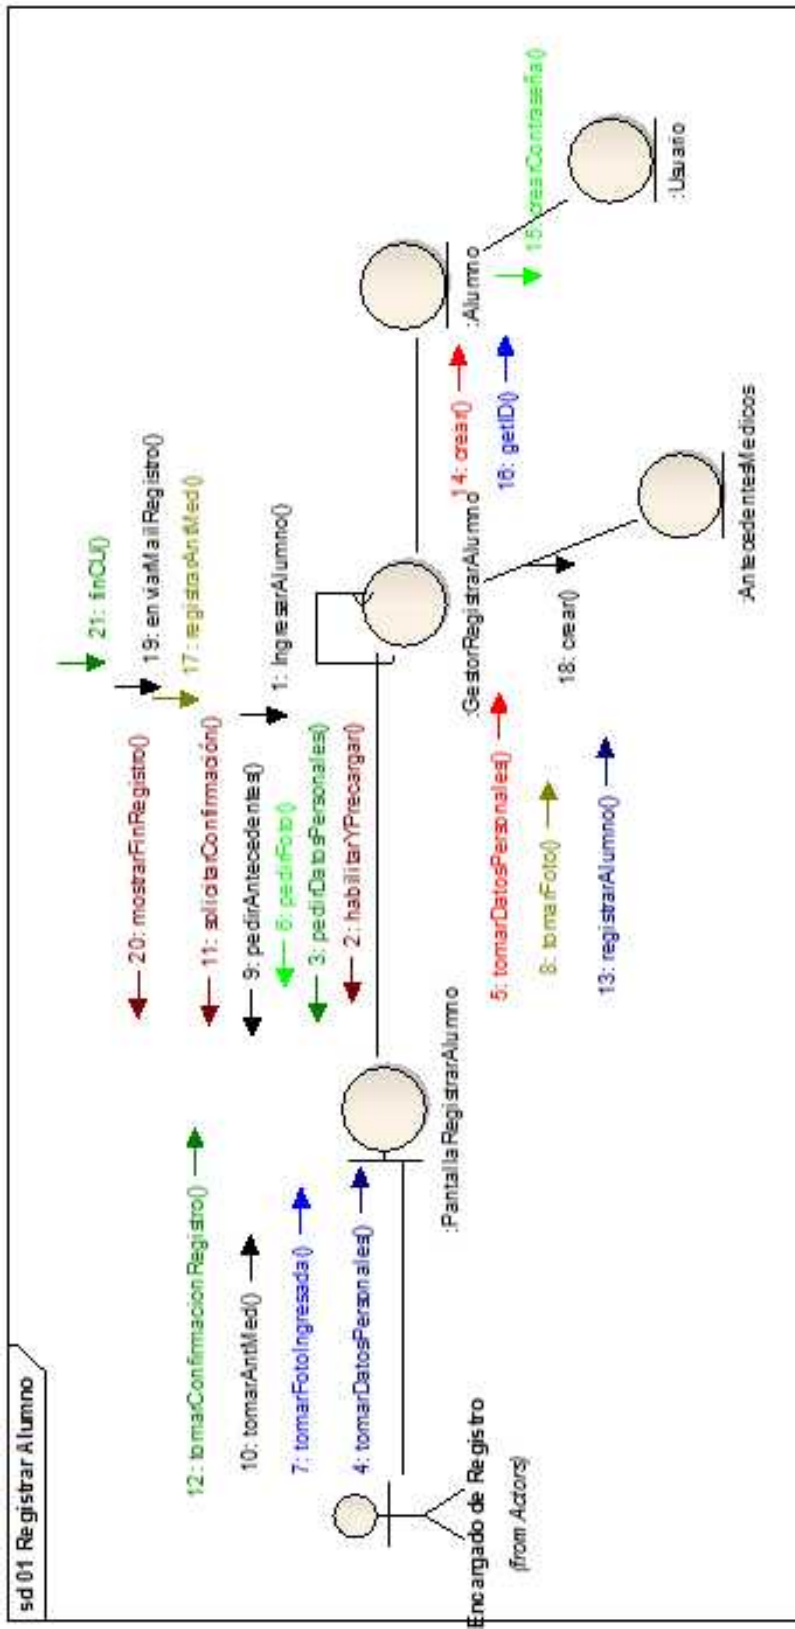 sd 01 Registrar Alumno
21: finCU()
19: enviarMailRegistro()
20: mostrarFinRegistro()
17: registrarAntMed()
12: tomarConfirmacionRegistro()
11: solicitarConfirmación()
10: tomarAntMed()
9: pedirAntecedentes()
1: IngresarAlumno()
6: pedirFoto()
7: tomarFotoIngresada()
3: pedirDatosPersonales()
4: tomarDatosPersonales()
2: habilitarYPrecargar()
Encargado de Registro
(from Actors)
:PantallaRegistrarAlumno
:GestorRegistrarAlumno
:Alumno
14: crear()
5: tomarDatosPersonales()
16: getID()
15: crearContraseña()
8: tomarFoto()
18: crear()
13: registrarAlumno()
:Usuario
:AntecedentesMedicos